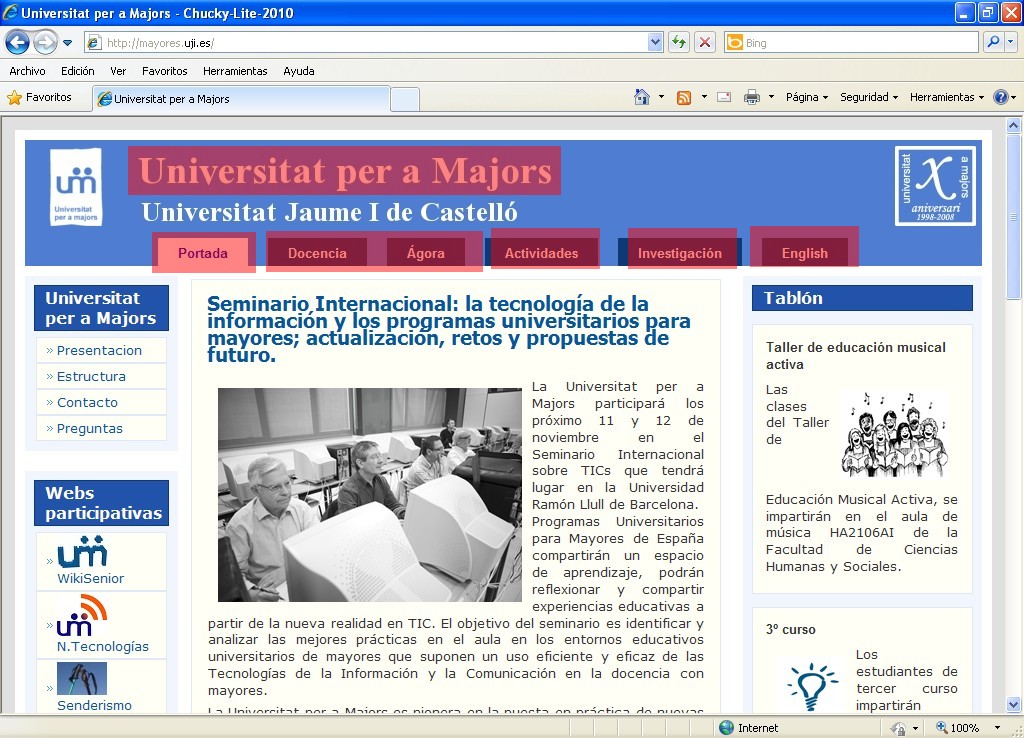 Universitat per a Majors - Chucky-Lite-2010
http://mayores.uji.es/
Bing
Archivo Edición Ver Favoritos Herramientas Ayuda
Favoritos
Universitat per a Majors
Página Seguridad Herramientas
um
Universitat
per a majors
Universitat per a Majors
Universitat Jaume I de Castelló
universitat
X
a majors
aniversari
1998-2008
Portada Docencia Ágora Actividades Investigación English
Universitat
per a Majors
» Presentacion
» Estructura
» Contacto
» Preguntas
Webs
participativas
um
» WikiSenior
um
» N.Tecnologías
» Senderismo
Seminario Internacional: la tecnología de la
información y los programas universitarios para
mayores; actualización, retos y propuestas de
futuro.
La Universitat per a
Majors participará los
próximo 11 y 12 de
noviembre en el
Seminario Internacional
sobre TICs que tendrá
lugar en la Universidad
Ramón Llull de Barcelona.
Programas Universitarios
para Mayores de España
compartirán un espacio
de aprendizaje, podrán
reflexionar y compartir
experiencias educativas a
partir de la nueva realidad en TIC. El objetivo del seminario es identificar y
analizar las mejores prácticas en el aula en los entornos educativos
universitarios de mayores que suponen un uso eficiente y eficaz de las
Tecnologías de la Información y la Comunicación en la docencia con
mayores.
La Universitat per a Majors es pionera en la puesta en práctica de nuevas
Tablón
Taller de educación musical
activa
Las
clases
del Taller
de
Educación Musical Activa, se
impartirán en el aula de
música HA2106AI de la
Facultad de Ciencias
Humanas y Sociales.
3º curso
Los
estudiantes de
tercer curso
impartirán
Internet
100%